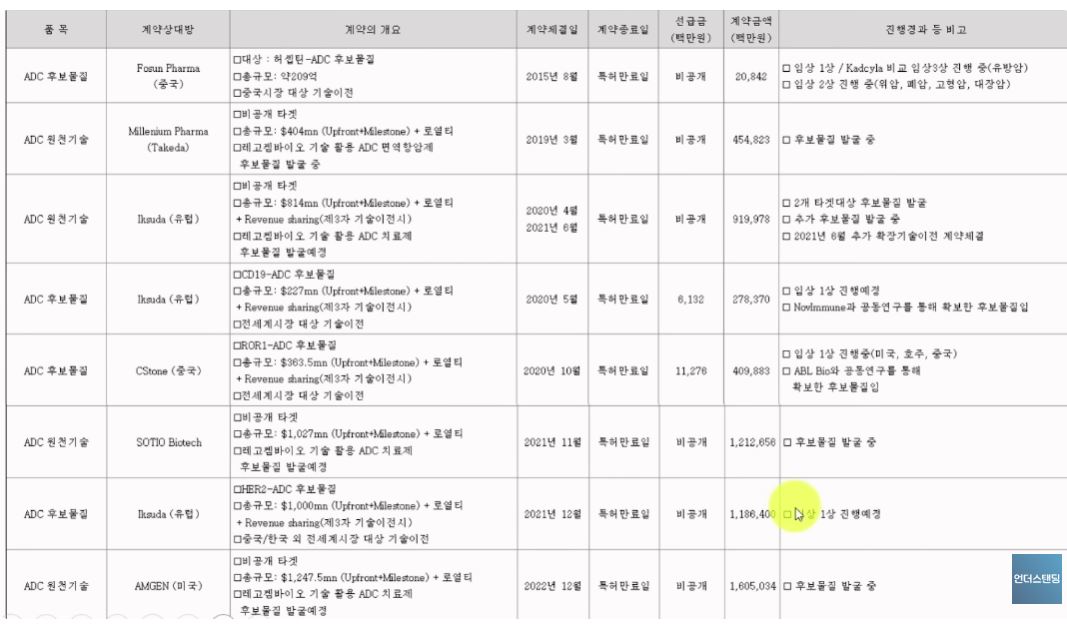 품 목 계약상대방 계약의 개요 계약체결일 계약종료일 선급금 (백만원) 계약금액 (백만원) 진행경과 등 비고
ADC 후보물질
Fosun Pharma
(중국)
□대상 : 허셉틴-ADC 후보물질
□총규모: 약209억
□중국시장 대상 기술이전
2015년 8월
특허만료일
비공개
20,842
□ 임상 1상 / Kadcyla 비교 임상3상 진행 중(유방암)
□ 임상 2상 진행 중(위암, 폐암, 고형암, 대장암)
ADC 원천기술
Millenium Pharma
(Takeda)
□비공개 타겟
□총규모: $404mn (Upfront+Milestone) + 로열티
□레고켐바이오 기술 활용 ADC 면역항암제
후보물질 발굴 중
2019년 3월
특허만료일
비공개
454,823
□ 후보물질 발굴 중
ADC 원천기술
Iksuda (유럽)
□비공개 타겟
□총규모: $814mn (Upfront+Milestone) + 로열티
+ Revenue sharing(제3자 기술이전시)
□레고켐바이오 기술 활용 ADC 치료제
후보물질 발굴예정
2020년 4월
2021년 6월
특허만료일
비공개
919,978
□ 2개 타겟대상 후보물질 발굴
□ 추가 후보물질 발굴 중
□ 2021년 6월 추가 확장기술이전 계약체결
ADC 후보물질
Iksuda (유럽)
□CD19-ADC 후보물질
□총규모: $227mn (Upfront+Milestone) + 로열티
+ Revenue sharing(제3자 기술이전시)
□전세계시장 대상 기술이전
2020년 5월
특허만료일
6,132
278,370
□ 임상 1상 진행예정
□ NovImmune과 공동연구를 통해 확보한 후보물질임
ADC 후보물질
CStone (중국)
□ROR1-ADC 후보물질
□총규모: $363.5mn (Upfront+Milestone) + 로열티
+ Revenue sharing(제3자 기술이전시)
□전세계시장 대상 기술이전
2020년 10월
특허만료일
11,276
409,883
□ 임상 1상 진행중(미국, 호주, 중국)
□ ABL Bio와 공동연구를 통해
확보한 후보물질임
ADC 원천기술
SOTIO Biotech
□비공개 타겟
□총규모: $1,027mn (Upfront+Milestone) + 로열티
□레고켐바이오 기술 활용 ADC 치료제
후보물질 발굴예정
2021년 11월
특허만료일
비공개
1,212,656
□ 후보물질 발굴 중
ADC 후보물질
Iksuda (유럽)
□HER2-ADC 후보물질
□총규모: $1,000mn (Upfront+Milestone) + 로열티
+ Revenue sharing(제3자 기술이전시)
□중국/한국 외 전세계시장 대상 기술이전
2021년 12월
특허만료일
비공개
1,186,400
□ 임상 1상 진행예정
ADC 원천기술
AMGEN (미국)
□비공개 타겟
□총규모: $1,247.5mn (Upfront+Milestone) + 로열티
□레고켐바이오 기술 활용 ADC 치료제
후보물질 발굴예정
2022년 12월
특허만료일
비공개
1,605,034
□ 후보물질 발굴 중
언더스탠딩